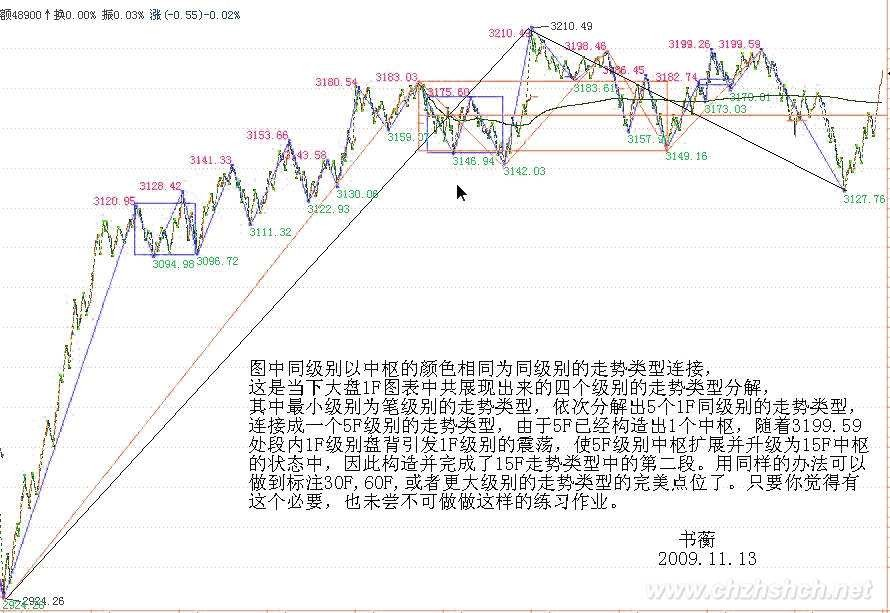 额48900↑换0.00% 振0.03% 涨(-0.55)-0.02%
3210.49
3210.49
3198.46
3199.26
3199.59
3180.54
3183.03
3182.74
3175.60
3183.61
3170.01
3173.03
3153.66
3159.07
3157.
3149.16
3146.94
3142.03
3141.33
3143.58
3128.42
3130.06
3127.76
3120.95
3122.93
3111.32
3094.98
3096.72
图中同级别以中枢的颜色相同为同级别的走势类型连接，
这是当下大盘1F图表中共展现出来的四个级别的走势类型分解，
其中最小级别为笔级别的走势类型，依次分解出5个1F同级别的走势类型，
连接成一个5F级别的走势类型，由于5F已经构造出1个中枢，随着3199.59
处段内1F级别盘背引发1F级别的震荡，使5F级别中枢扩展并升级为15F中枢
的状态中，因此构造并完成了15F走势类型中的第二段。用同样的办法可以
做到标注30F,60F,或者更大级别的走势类型的完美点位了。只要你觉得有
这个必要，也未尝不可做做这样的练习作业。
书蘅
2009.11.13
2924.26
2924.26
www.chzhshch.net